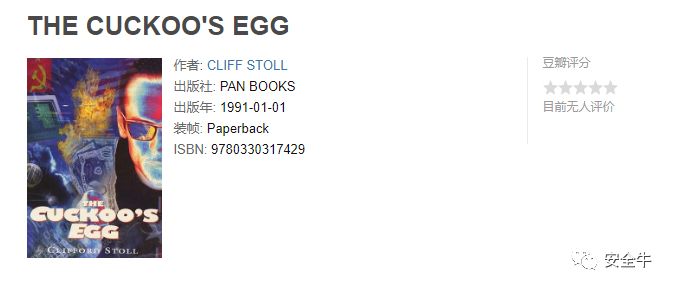 THE CUCKOO'S EGG
作者: CLIFF STOLL
出版社: PAN BOOKS
出版年: 1991-01-01
装帧: Paperback
ISBN: 9780330317429
豆瓣评分
目前无人评价
THE
CUCKOO'S
EGG
CLIFFORD STOLL
安全牛